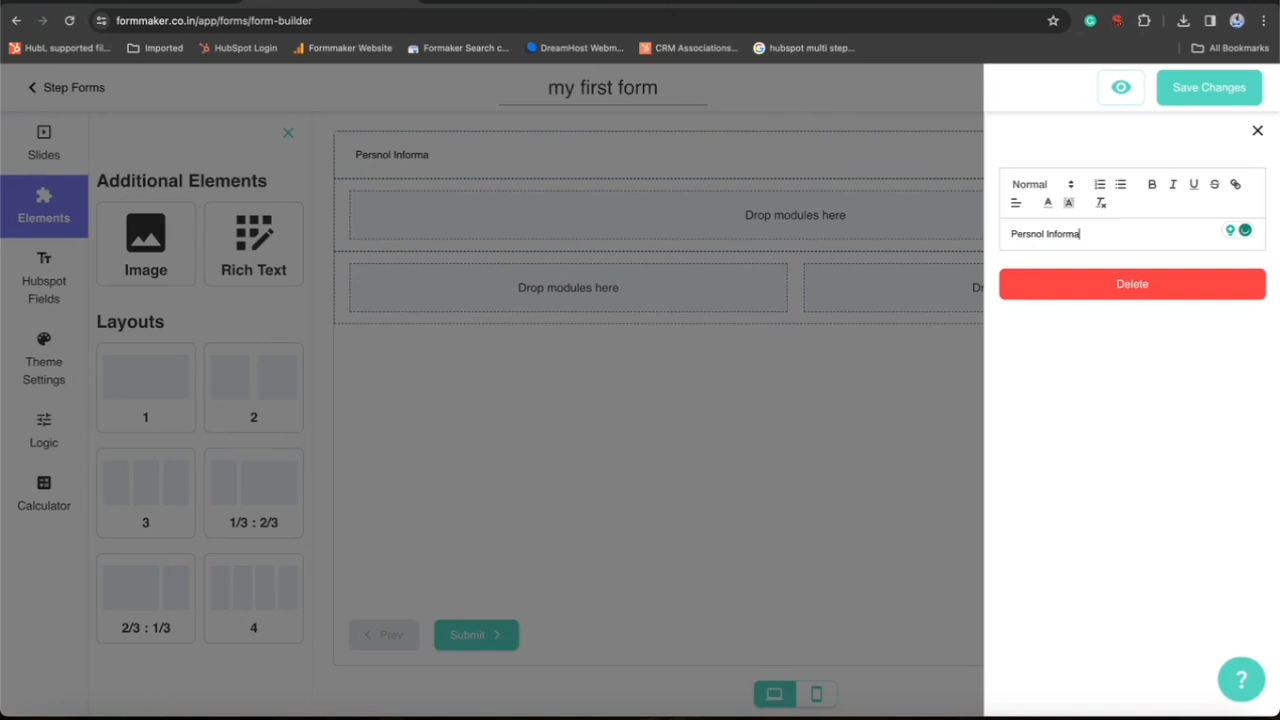 formmaker.co.in/app/forms/form-builder
HubL supported fil...
Imported
HubSpot Login
Formmaker Website
Formaker Search c...
DreamHost Webm...
CRM Associations...
hubspot multi step...
All Bookmarks
Step Forms
my first form
Save Changes
Slides
Elements
Hubspot
Fields
Theme
Settings
Logic
Calculator
Additional Elements
Image
Rich Text
Layouts
1
2
3
1/3 : 2/3
2/3 : 1/3
4
Persnol Informa
Drop modules here
Drop modules here
Dr
Prev
Submit
Normal
Persnol Informa
Delete
?